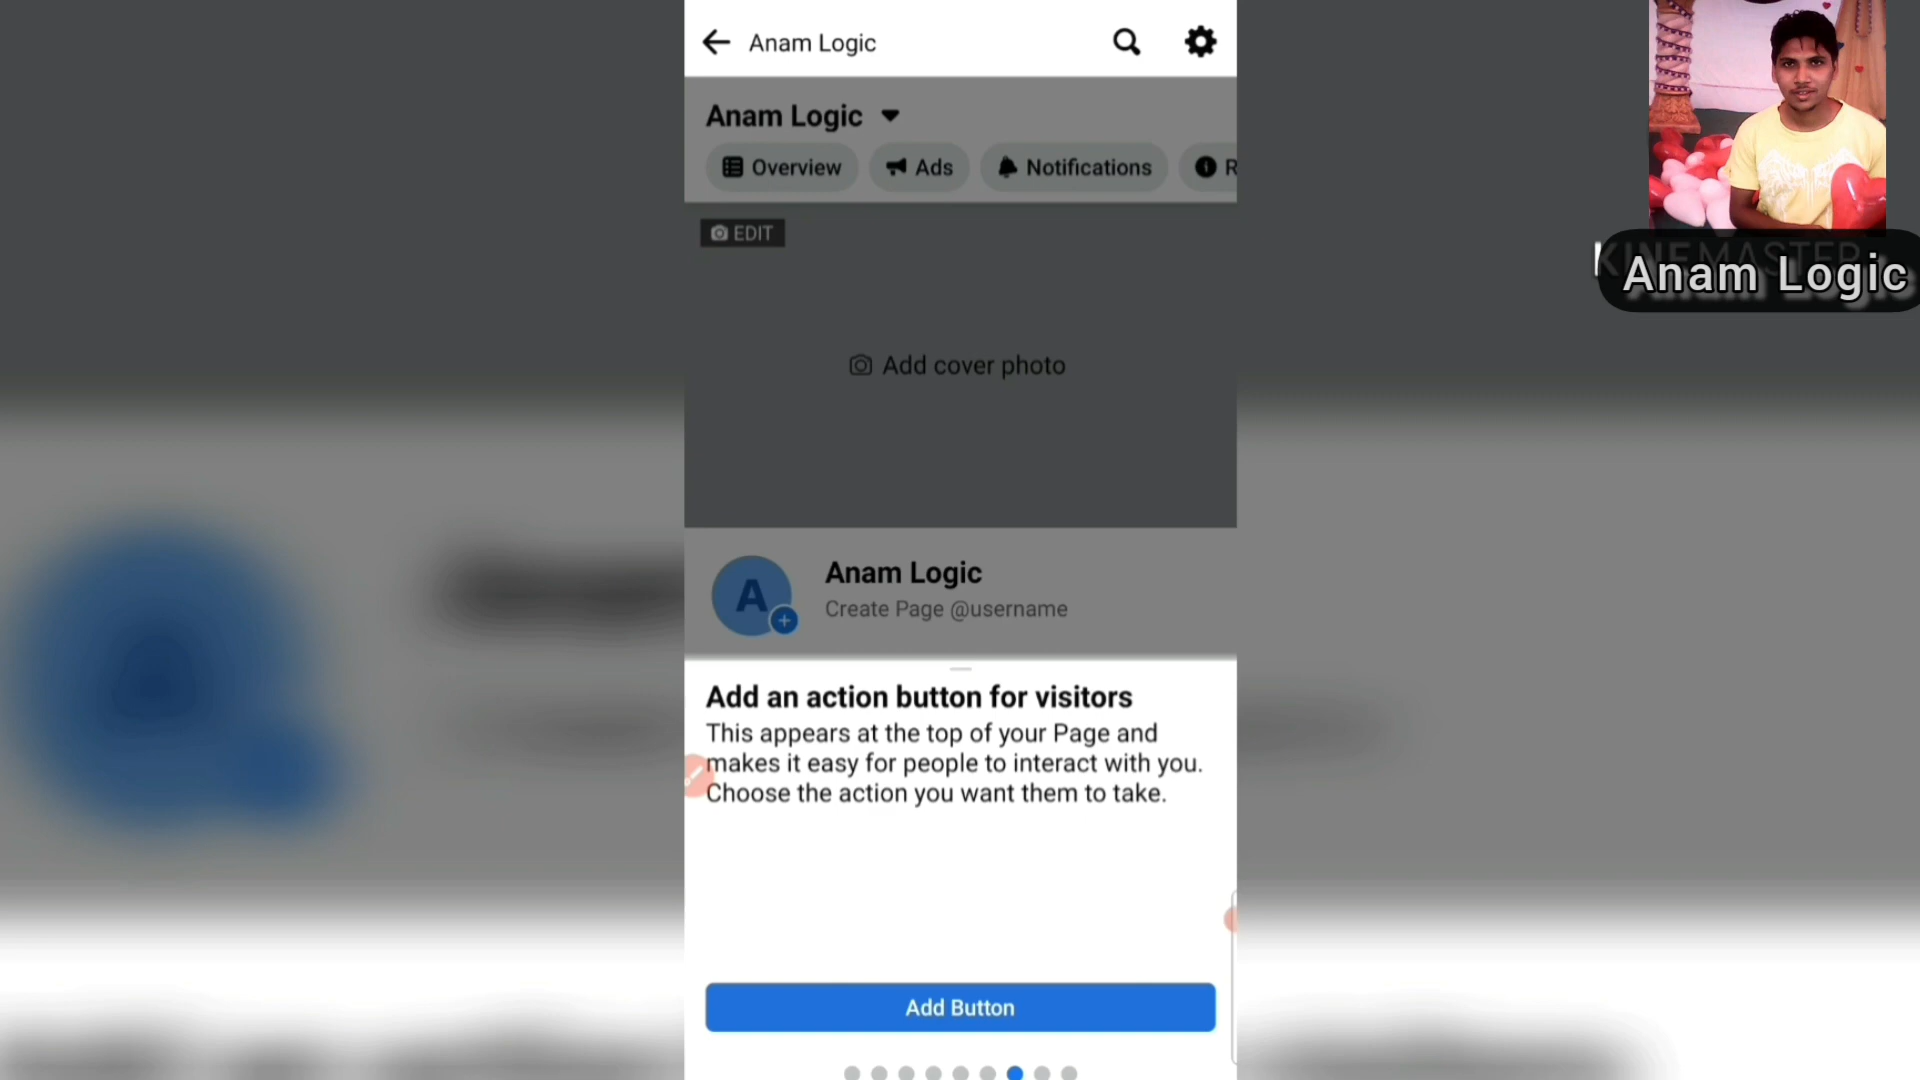 Anam Logic
Anam Logic
Overview
Ads
Notifications
R
EDIT
Add cover photo
A
Anam Logic
Create Page @username
Add an action button for visitors
This appears at the top of your Page and
makes it easy for people to interact with you.
Choose the action you want them to take.
Add Button
KINEMASTER
Anam Logic